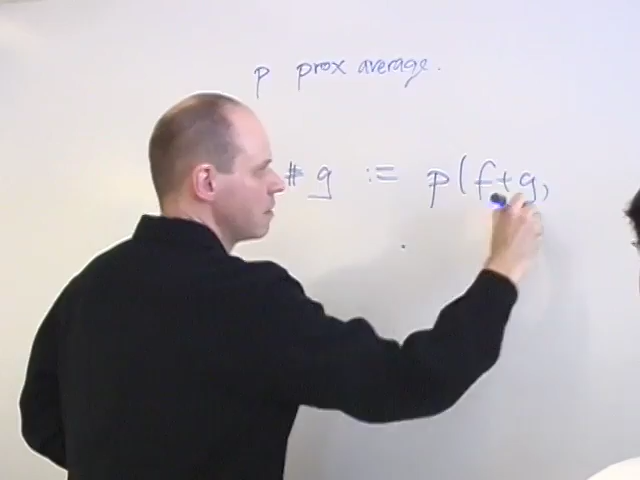 p prox average.
# g := p(f+g,